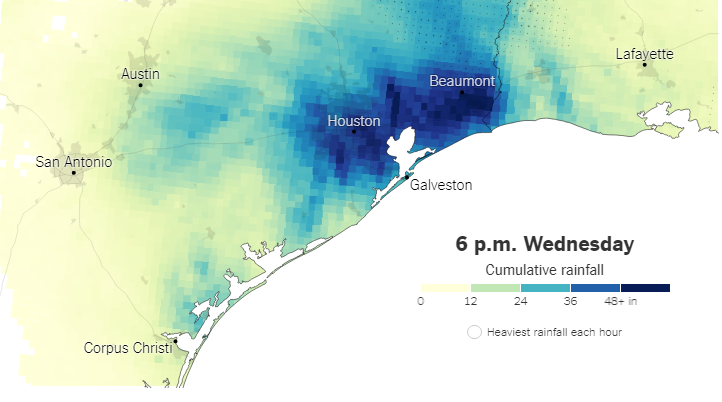 Lafayette
Austin
Beaumont
Houston
San Antonio
Galveston
6 p.m. Wednesday
Cumulative rainfall
0 12 24 36 48+ in
Heaviest rainfall each hour
Corpus Christi